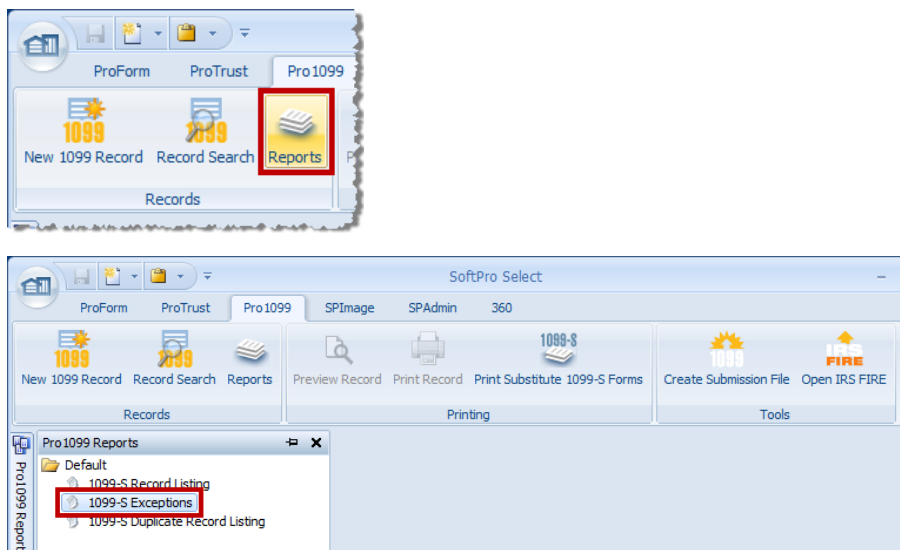 ProForm ProTrust Pro1099
1099 1099
New 1099 Record Record Search Reports P
Records
SoftPro Select
ProForm ProTrust Pro1099 SPImage SPAdmin 360
1099 1099 1099-S 1099 IRS FIRE
New 1099 Record Record Search Reports Preview Record Print Record Print Substitute 1099-S Forms Create Submission File Open IRS FIRE
Records Printing Tools
Pro1099 Reports
Default
1099-S Record Listing
1099-S Exceptions
1099-S Duplicate Record Listing
Pro1099 Report